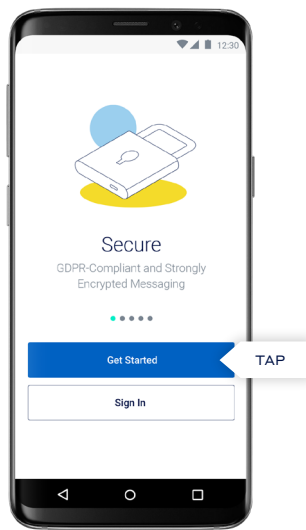 12:30
Secure
GDPR-Compliant and Strongly
Encrypted Messaging
Get Started
TAP
Sign In